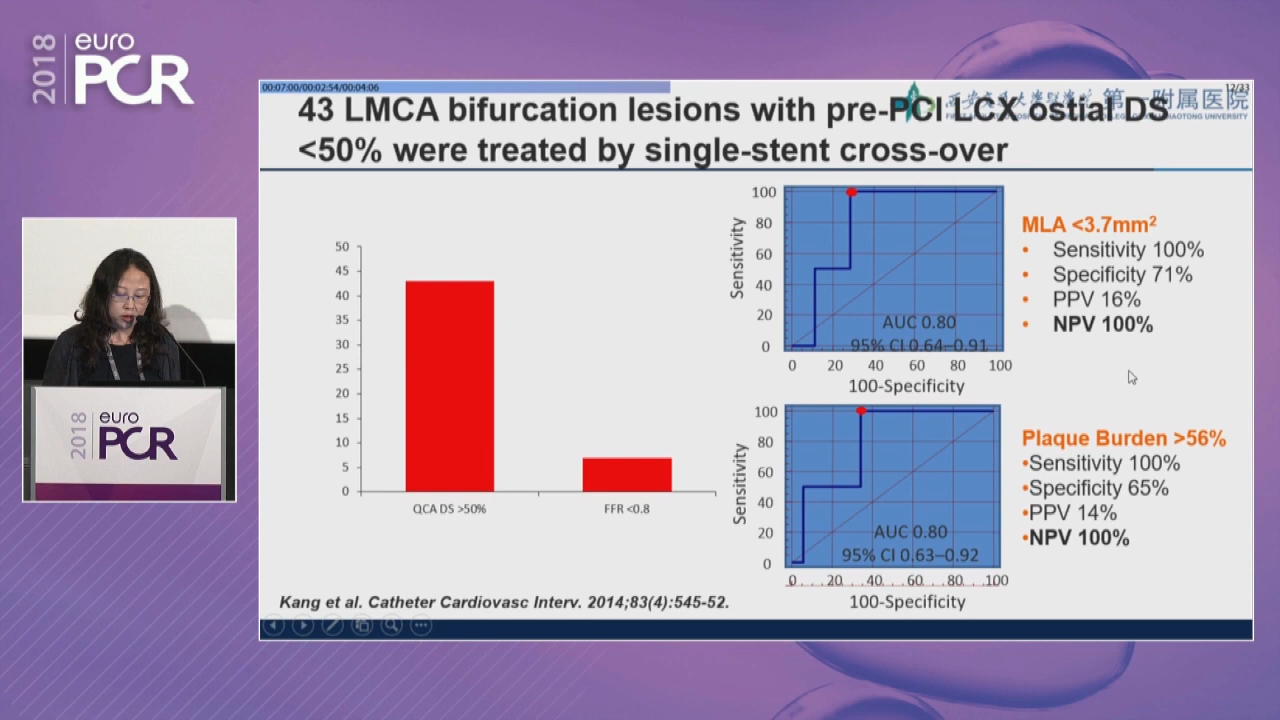 2018
euro
PCR
00:07:00/00:02:54/00:04:06
12/33
43 LMCA bifurcation lesions with pre-PCI LCX ostial DS
<50% were treated by single-stent cross-over
第一附属医院
50
45
40
35
30
25
20
15
10
5
0
QCA DS >50%
FFR <0.8
Sensitivity
100
80
60
40
20
0
AUC 0.80
95% CI 0.64–0.91
0 20 40 60 80 100
100-Specificity
MLA <3.7mm²
• Sensitivity 100%
• Specificity 71%
• PPV 16%
• NPV 100%
Sensitivity
100
80
60
40
20
0
AUC 0.80
95% CI 0.63–0.92
0 20 40 60 80 100
100-Specificity
Plaque Burden >56%
•Sensitivity 100%
•Specificity 65%
•PPV 14%
•NPV 100%
Kang et al. Catheter Cardiovasc Interv. 2014;83(4):545-52.
2018
euro
PCR